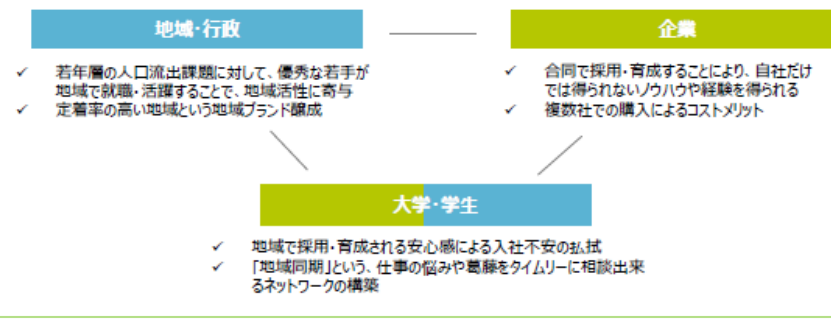 地域・行政
企業
✓ 若年層の人口流出課題に対して、優秀な若手が
地域で就職・活躍することで、地域活性に寄与
✓ 定着率の高い地域という地域ブランド醸成
✓ 合同で採用・育成することにより、自社だけ
では得られないノウハウや経験を得られる
✓ 複数社での購入によるコストメリット
大学・学生
✓ 地域で採用・育成される安心感による入社不安の払拭
✓ 「地域同期」という、仕事の悩みや葛藤をタイムリーに相談出来
るネットワークの構築